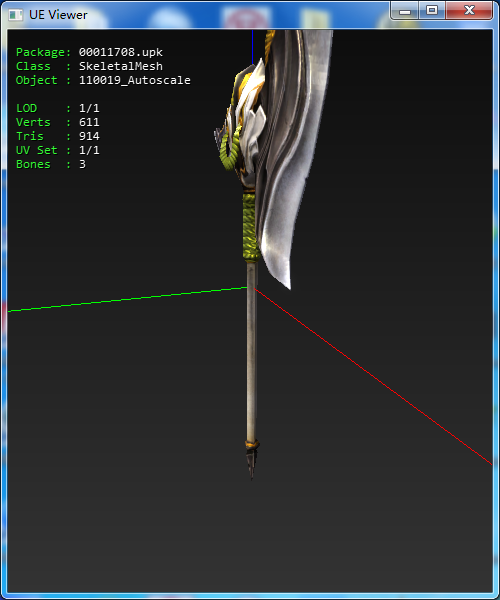 UE Viewer
Package: 00011708.upk
Class : SkeletalMesh
Object : 110019_Autoscale
LOD : 1/1
Verts : 611
Tris : 914
UV Set : 1/1
Bones : 3